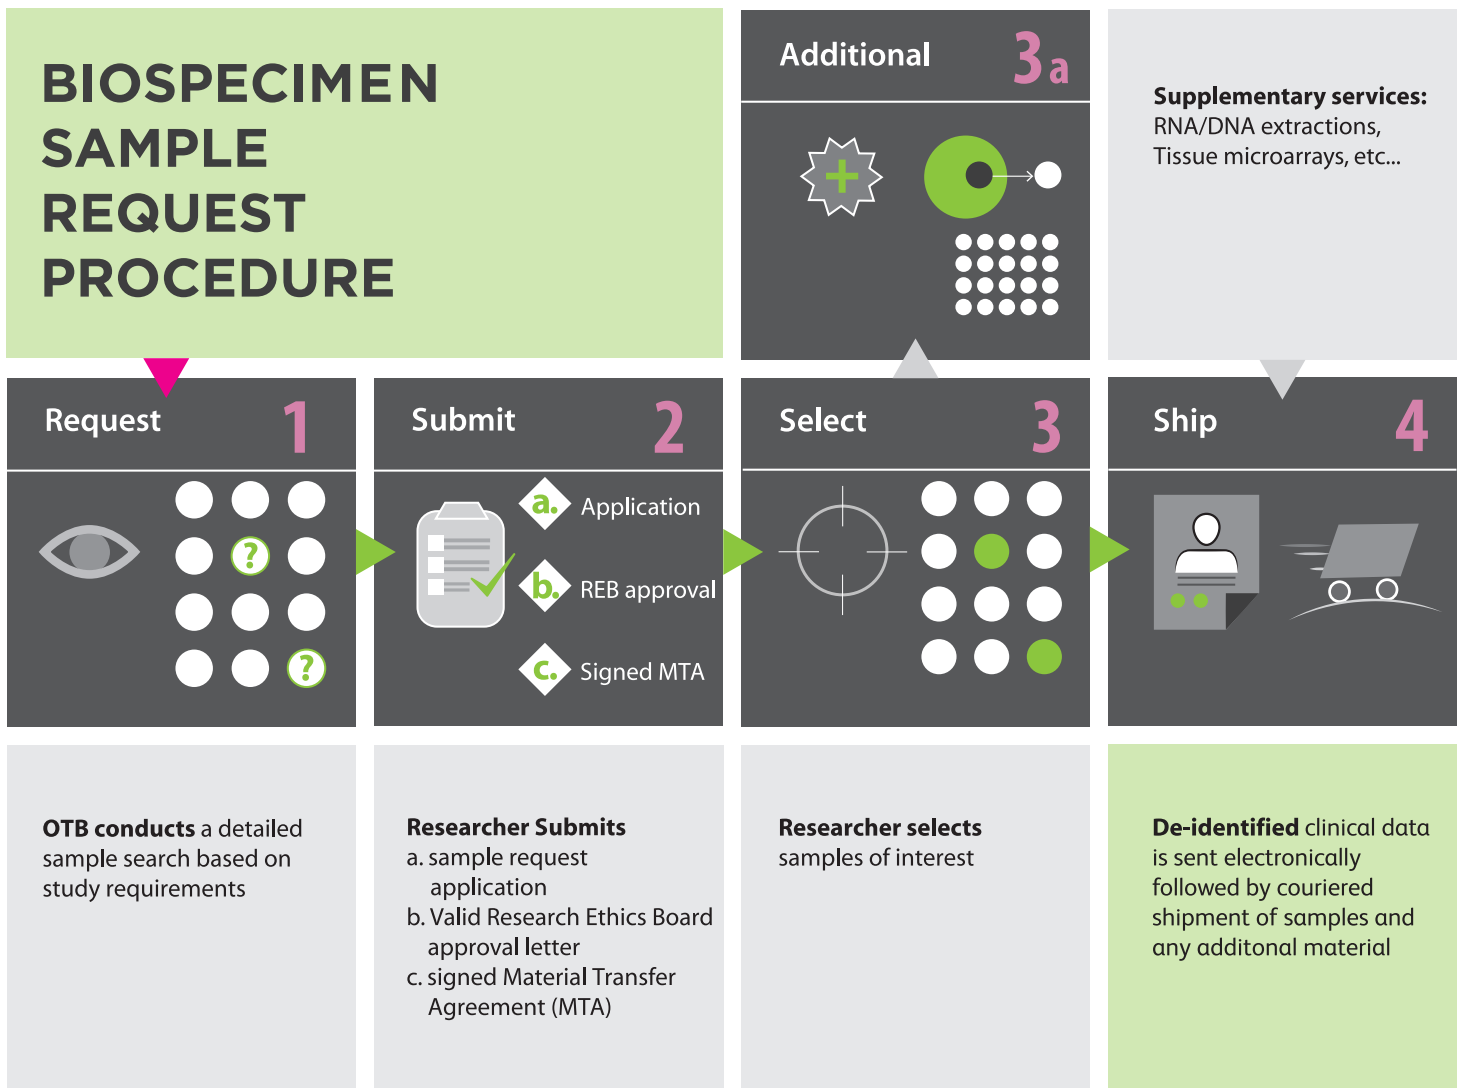 BIOSPECIMEN
SAMPLE
REQUEST
PROCEDURE
Additional 3a
Supplementary services:
RNA/DNA extractions,
Tissue microarrays, etc...
Request 1
?
?
Submit 2
a. Application
b. REB approval
c. Signed MTA
Select 3
Ship 4
OTB conducts a detailed
sample search based on
study requirements
Researcher Submits
a. sample request
application
b. Valid Research Ethics Board
approval letter
c. signed Material Transfer
Agreement (MTA)
Researcher selects
samples of interest
De-identified clinical data
is sent electronically
followed by couriered
shipment of samples and
any additonal material